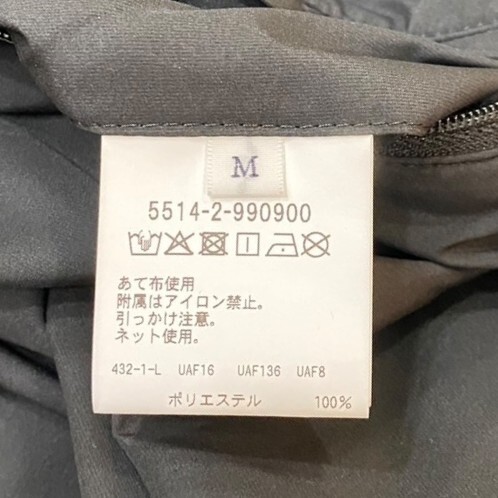 M
5514-2-990900
あて布使用
附属はアイロン禁止。
引っかけ注意。
ネット使用。
432-1-L UAF16 UAF136 UAF8
ポリエステル 100%